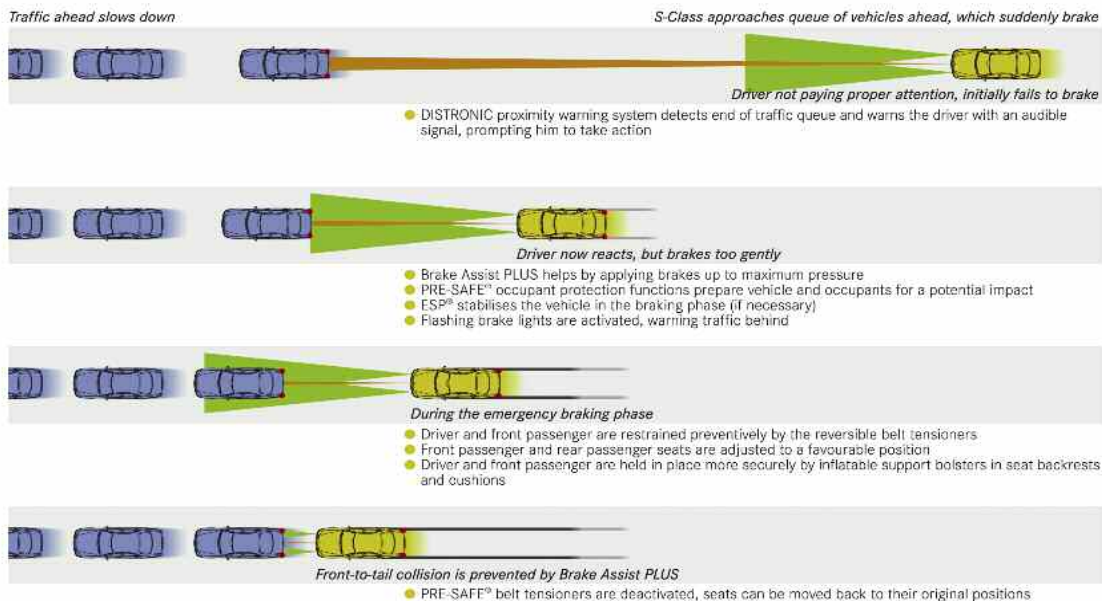 Traffic ahead slows down
S-Class approaches queue of vehicles ahead, which suddenly brake
Driver not paying proper attention, initially fails to brake
DISTRONIC proximity warning system detects end of traffic queue and warns the driver with an audible
signal, prompting him to take action
Driver now reacts, but brakes too gently
Brake Assist PLUS helps by applying brakes up to maximum pressure
PRE-SAFE® occupant protection functions prepare vehicle and occupants for a potential impact
ESP® stabilises the vehicle in the braking phase (if necessary)
Flashing brake lights are activated, warning traffic behind
During the emergency braking phase
Driver and front passenger are restrained preventively by the reversible belt tensioners
Front passenger and rear passenger seats are adjusted to a favourable position
Driver and front passenger are held in place more securely by inflatable support bolsters in seat backrests
and cushions
Front-to-tail collision is prevented by Brake Assist PLUS
PRE-SAFE® belt tensioners are deactivated, seats can be moved back to their original positions